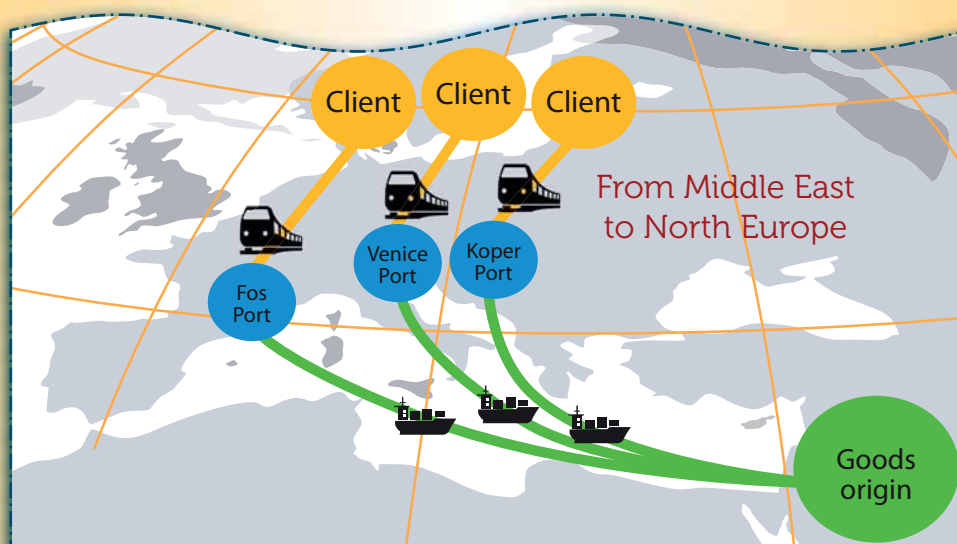 Client
Client
Client
From Middle East
to North Europe
Venice
Port
Koper
Port
Fos
Port
Goods
origin